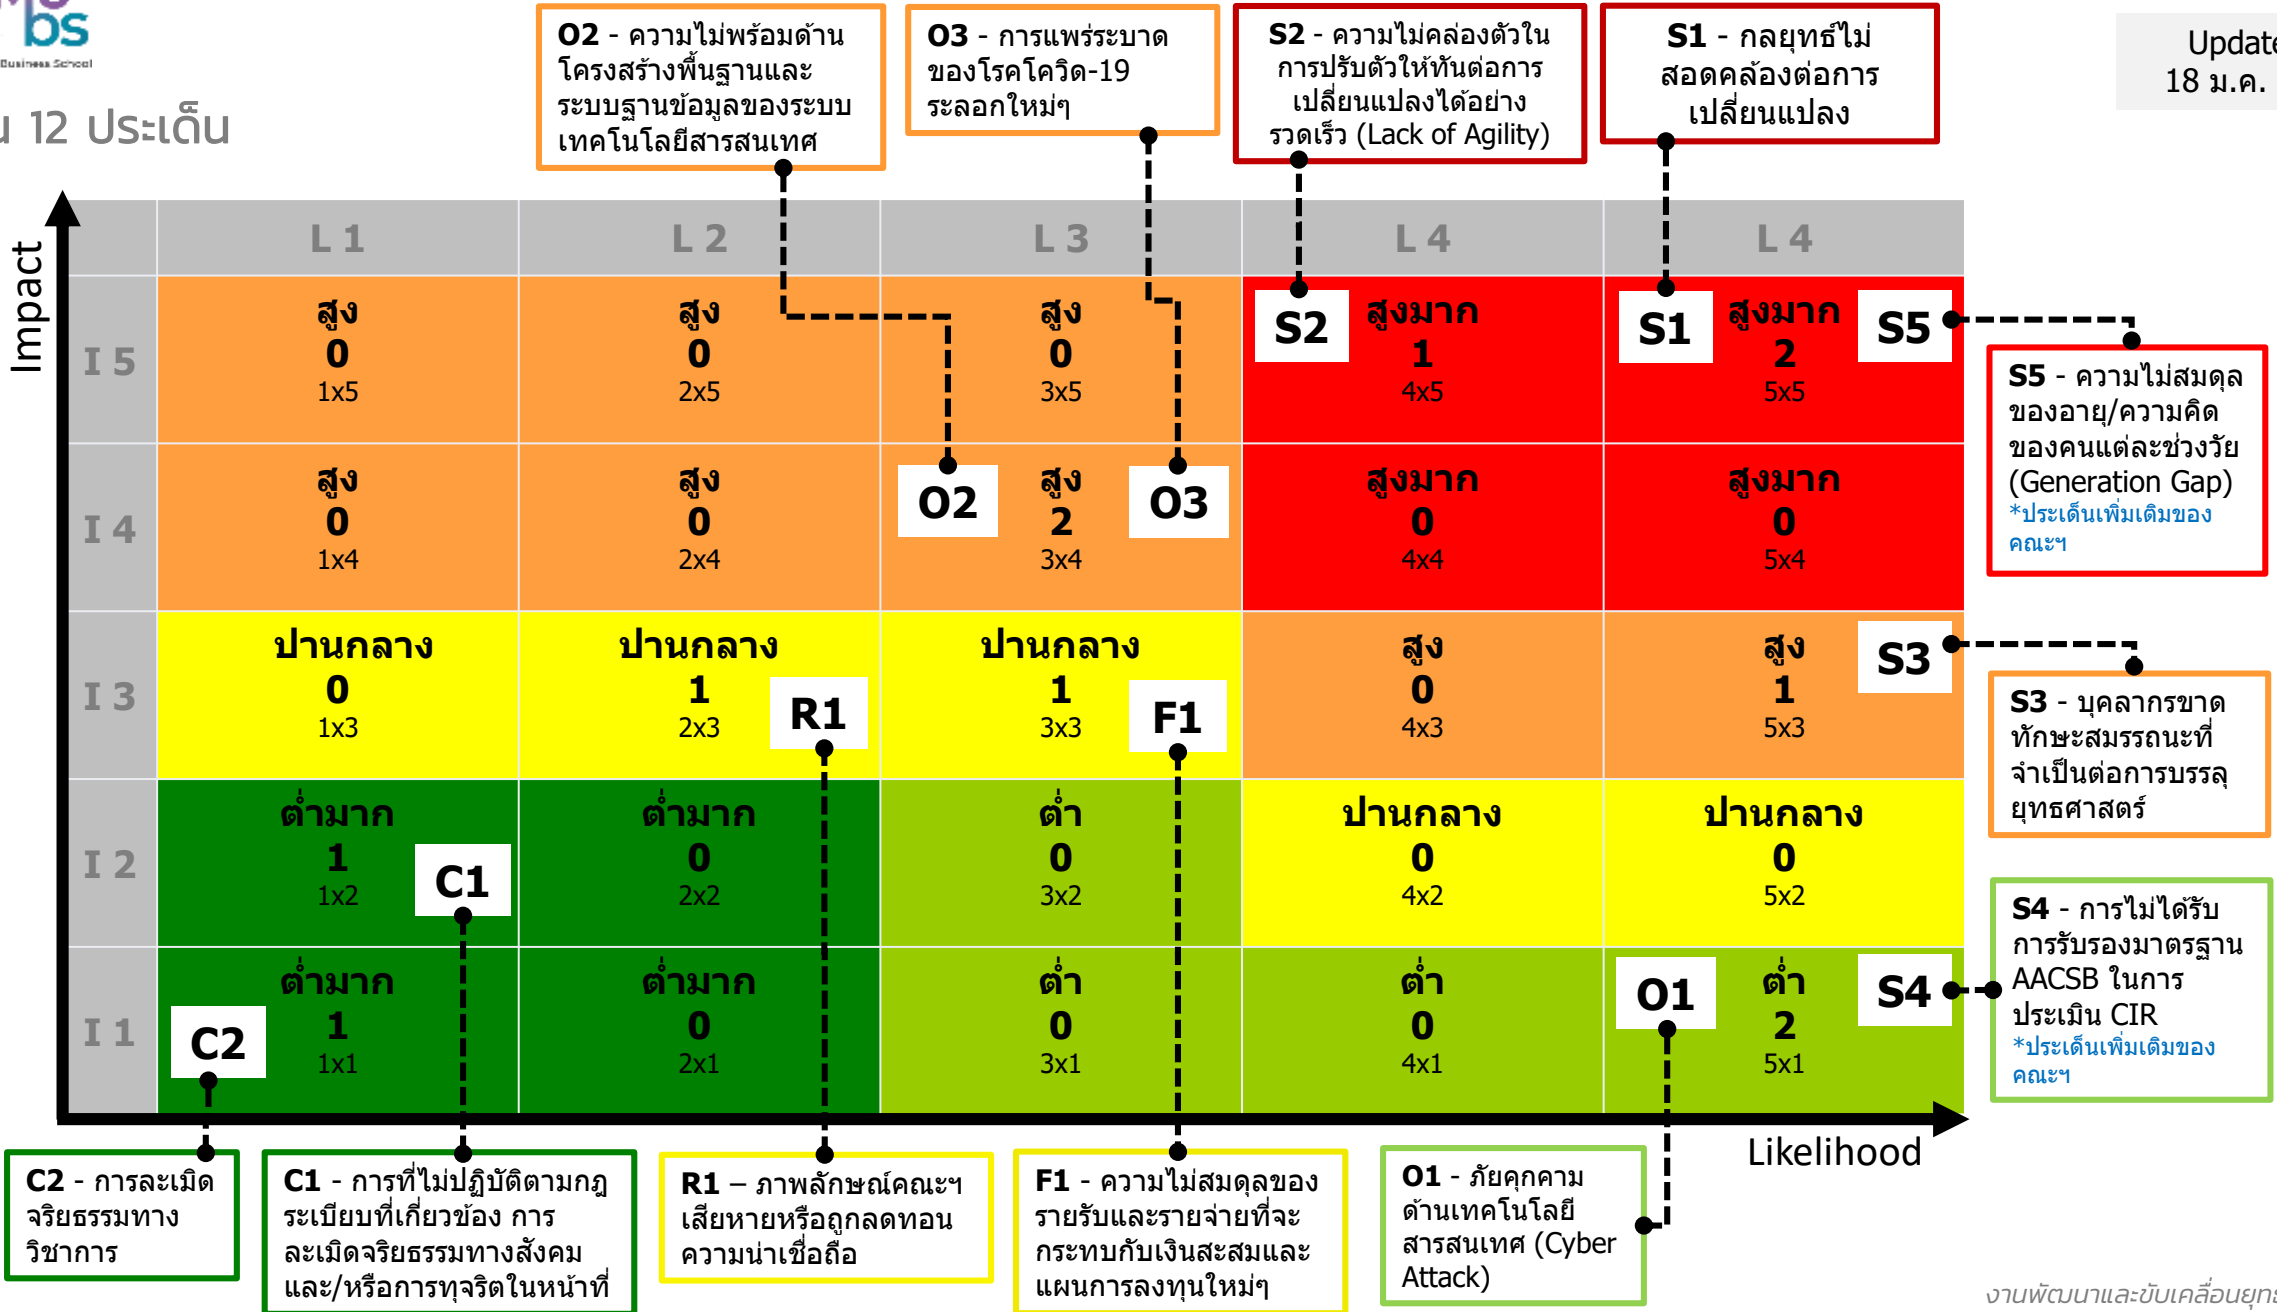 bs
Business School
12 ประเด็น
Update
18 ม.ค.
O2 - ความไม่พร้อมด้าน
โครงสร้างพื้นฐานและ
ระบบฐานข้อมูลของระบบ
เทคโนโลยีสารสนเทศ
O3 - การแพร่ระบาด
ของโรคโควิด-19
ระลอกใหม่ๆ
S2 - ความไม่คล่องตัวใน
การปรับตัวให้ทันต่อการ
เปลี่ยนแปลงได้อย่าง
รวดเร็ว (Lack of Agility)
S1 - กลยุทธ์ไม่
สอดคล้องต่อการ
เปลี่ยนแปลง
Impact
L 1
L 2
L 3
L 4
L 4
I 5
สูง
0
1x5
สูง
0
2x5
สูง
0
3x5
S2
สูงมาก
1
4x5
S1
สูงมาก
2
5x5
S5
S5 - ความไม่สมดุล
ของอายุ/ความคิด
ของคนแต่ละช่วงวัย
(Generation Gap)
*ประเด็นเพิ่มเติมของ
คณะฯ
I 4
สูง
0
1x4
สูง
0
2x4
O2
สูง
2
3x4
O3
สูงมาก
0
4x4
สูงมาก
0
5x4
I 3
ปานกลาง
0
1x3
ปานกลาง
1
2x3
R1
ปานกลาง
1
3x3
F1
สูง
0
4x3
สูง
1
5x3
S3
S3 - บุคลากรขาด
ทักษะสมรรถนะที่
จำเป็นต่อการบรรลุ
ยุทธศาสตร์
I 2
ต่ำมาก
1
1x2
C1
ต่ำมาก
0
2x2
ต่ำ
0
3x2
ปานกลาง
0
4x2
ปานกลาง
0
5x2
S4 - การไม่ได้รับ
การรับรองมาตรฐาน
AACSB ในการ
ประเมิน CIR
*ประเด็นเพิ่มเติมของ
คณะฯ
I 1
C2
ต่ำมาก
1
1x1
ต่ำมาก
0
2x1
ต่ำ
0
3x1
ต่ำ
0
4x1
O1
ต่ำ
2
5x1
S4
Likelihood
C2 - การละเมิด
จริยธรรมทาง
วิชาการ
C1 - การที่ไม่ปฏิบัติตามกฎ
ระเบียบที่เกี่ยวข้อง การ
ละเมิดจริยธรรมทางสังคม
และ/หรือการทุจริตในหน้าที่
R1 – ภาพลักษณ์คณะฯ
เสียหายหรือถูกลดทอน
ความน่าเชื่อถือ
F1 - ความไม่สมดุลของ
รายรับและรายจ่ายที่จะ
กระทบกับเงินสะสมและ
แผนการลงทุนใหม่ๆ
O1 - ภัยคุกคาม
ด้านเทคโนโลยี
สารสนเทศ (Cyber
Attack)
งานพัฒนาและขับเคลื่อนยุทธ